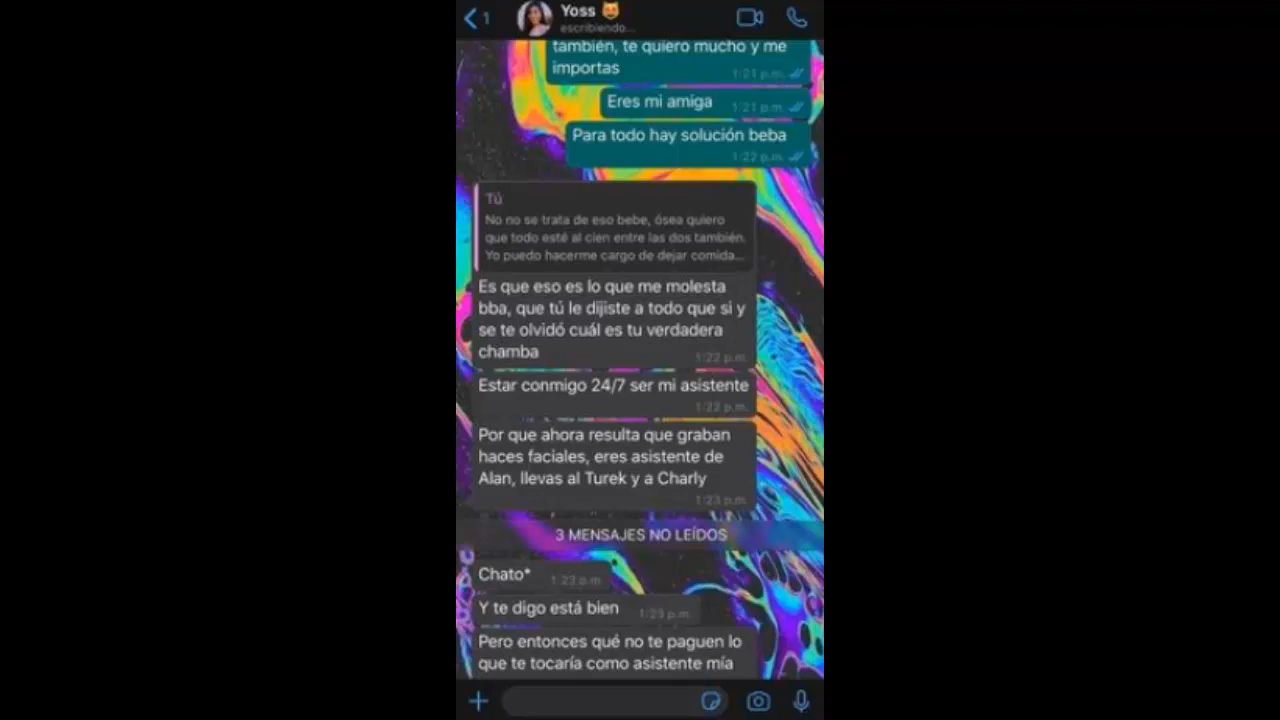 1
Yoss
escribiendo...
también, te quiero mucho y me
importas
1:21 p.m.
Eres mi amiga
1:21 p.m.
Para todo hay solución beba
1:22 p.m.
Tú
No no se trata de eso bebe, ósea quiero
que todo esté al cien entre las dos también.
Yo puedo hacerme cargo de dejar comida...
Es que eso es lo que me molesta
bba, que tú le dijiste a todo que si y
se te olvidó cuál es tu verdadera
chamba
1:22 p.m.
Estar conmigo 24/7 ser mi asistente
1:23 p.m.
Por que ahora resulta que graban
haces faciales, eres asistente de
Alan, llevas al Turek y a Charly
1:23 p.m.
3 MENSAJES NO LEÍDOS
Chato*
1:23 p.m.
Y te digo está bien
1:23 p.m.
Pero entonces qué no te paguen lo
que te tocaría como asistente mía